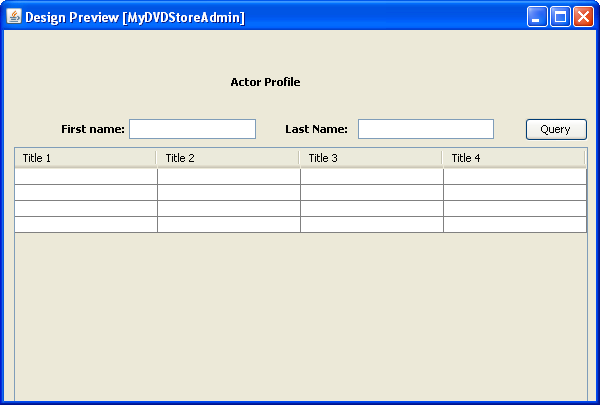 Design Preview [MyDVDStoreAdmin]
Actor Profile
First name: Last Name: Query
Title 1 Title 2 Title 3 Title 4